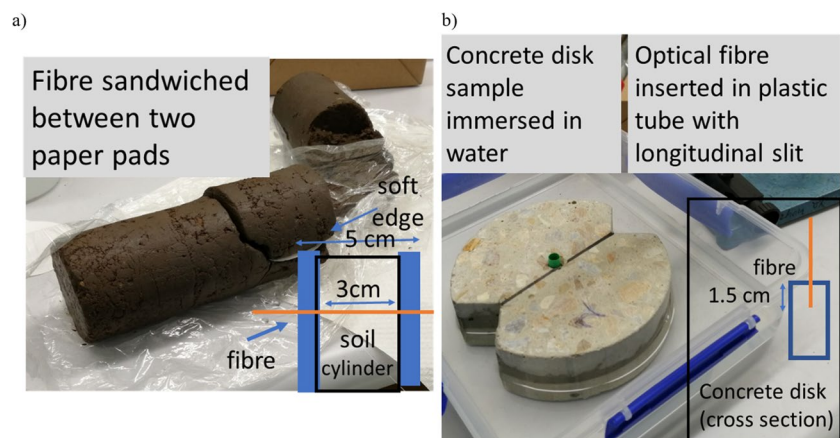 a)
Fibre sandwiched
between two
paper pads
soft
edge
5 cm
3cm
fibre
soil
cylinder
b)
Concrete disk
sample
immersed in
water
Optical fibre
inserted in plastic
tube with
longitudinal slit
fibre
1.5 cm
Concrete disk
(cross section)